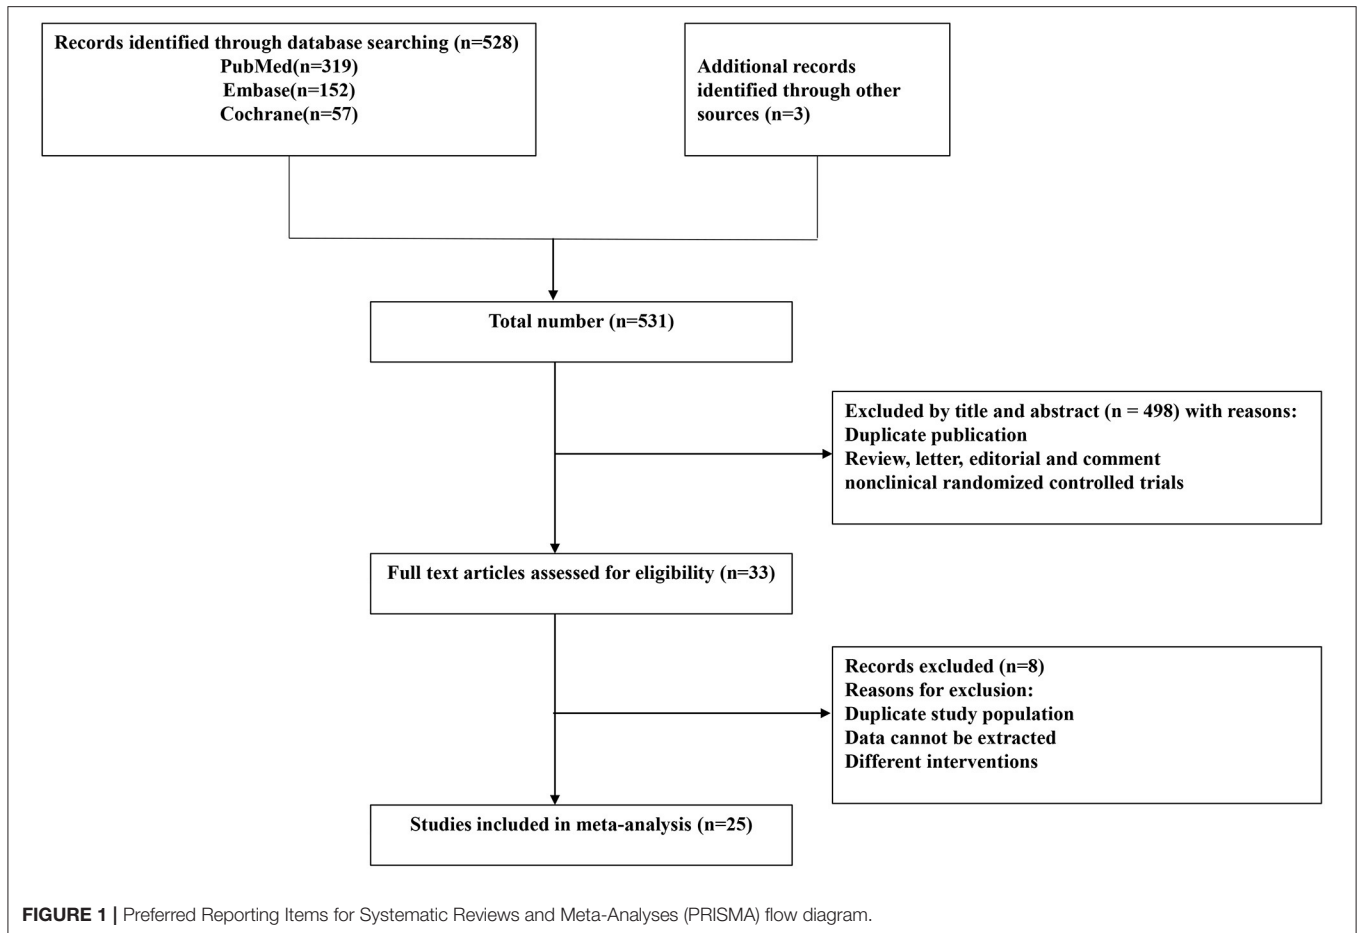 Records identified through database searching (n=528)
PubMed(n=319)
Embase(n=152)
Cochrane(n=57)
Additional records
identified through other
sources (n=3)
Total number (n=531)
Excluded by title and abstract (n = 498) with reasons:
Duplicate publication
Review, letter, editorial and comment
nonclinical randomized controlled trials
Full text articles assessed for eligibility (n=33)
Records excluded (n=8)
Reasons for exclusion:
Duplicate study population
Data cannot be extracted
Different interventions
Studies included in meta-analysis (n=25)
FIGURE 1 | Preferred Reporting Items for Systematic Reviews and Meta-Analyses (PRISMA) flow diagram.